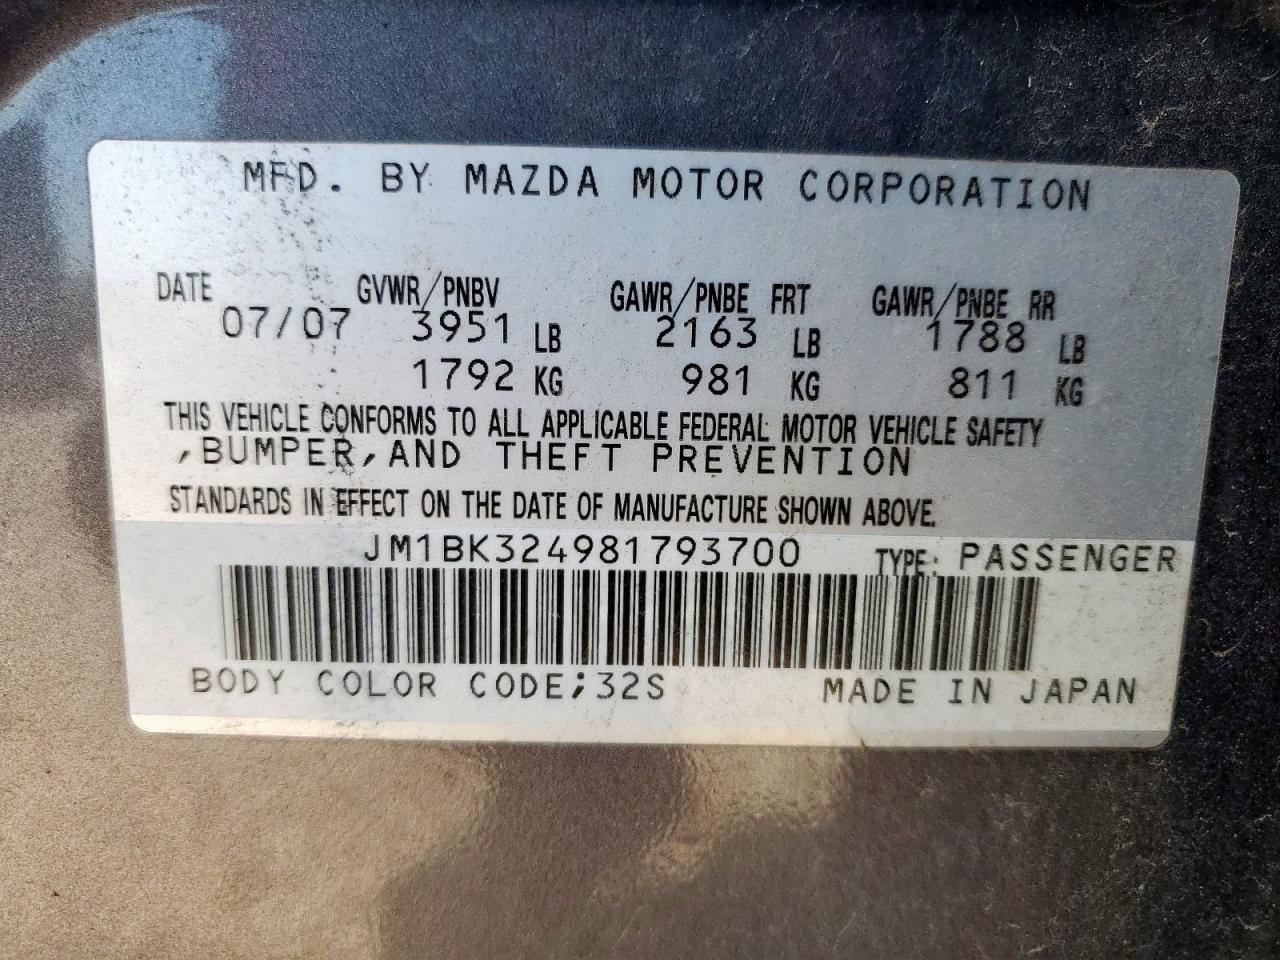 MFD. BY MAZDA MOTOR CORPORATION
DATE GVWR/PNBV GAWR/PNBE FRT GAWR/PNBE RR
07/07 3951 LB 2163 LB 1788 LB
1792 KG 981 KG 811 KG
THIS VEHICLE CONFORMS TO ALL APPLICABLE FEDERAL MOTOR VEHICLE SAFETY
,BUMPER,AND THEFT PREVENTION
STANDARDS IN EFFECT ON THE DATE OF MANUFACTURE SHOWN ABOVE.
JM1BK324981793700 TYPE: PASSENGER
BODY COLOR CODE;32S MADE IN JAPAN